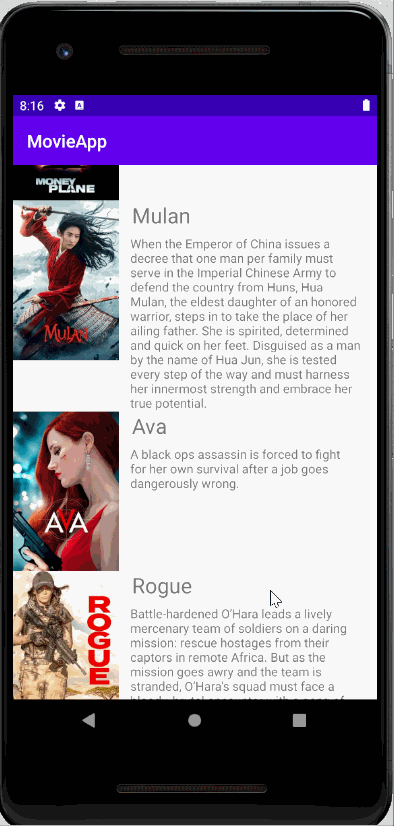 8:16
MovieApp
MONEY
PLANE
Mulan
When the Emperor of China issues a
decree that one man per family must
serve in the Imperial Chinese Army to
defend the country from Huns, Hua
Mulan, the eldest daughter of an honored
warrior, steps in to take the place of her
ailing father. She is spirited, determined
and quick on her feet. Disguised as a man
by the name of Hua Jun, she is tested
every step of the way and must harness
her innermost strength and embrace her
true potential.
MULAN
Ava
A black ops assassin is forced to fight
for her own survival after a job goes
dangerously wrong.
AVA
Rogue
Battle-hardened O'Hara leads a lively
mercenary team of soldiers on a daring
mission: rescue hostages from their
captors in remote Africa. But as the
mission goes awry and the team is
stranded, O'Hara's squad must face a
bloody, brutal encounter with a gang of
ROGUE